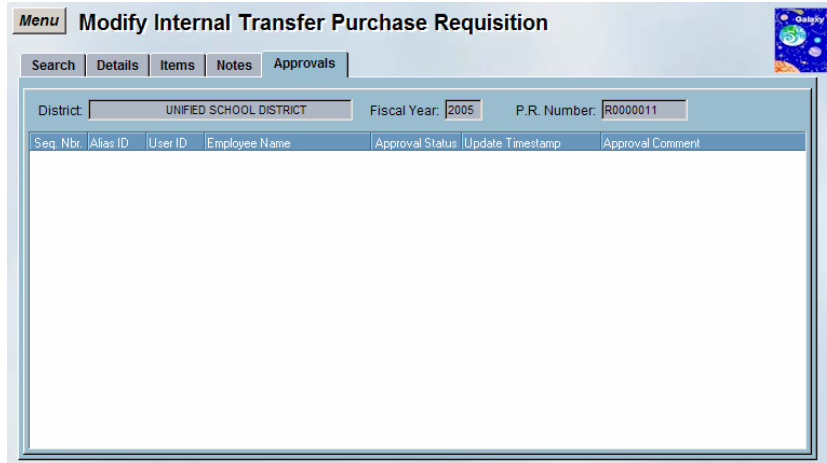 Menu Modify Internal Transfer Purchase Requisition
Galaxy
Search Details Items Notes Approvals
District: UNIFIED SCHOOL DISTRICT Fiscal Year: 2005 P.R. Number: R0000011
Seq. Nbr. Alias ID User ID Employee Name Approval Status Update Timestamp Approval Comment